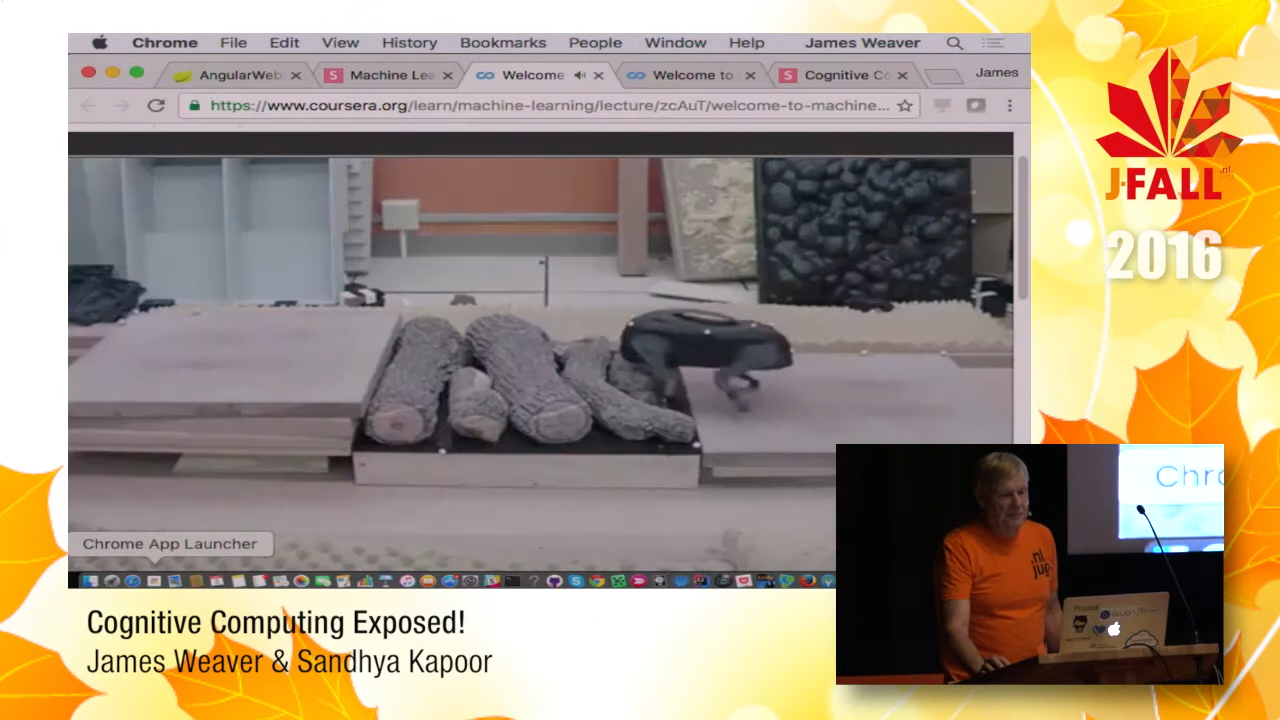 Chrome File Edit View History Bookmarks People Window Help James Weaver
AngularWeb
Machine Lea
Welcome
Welcome to
Cognitive Co
James
https://www.coursera.org/learn/machine-learning/lecture/zcAuT/welcome-to-machine...
Chrome App Launcher
J-FALL.nl
2016
Chro
.nl
jug
Pivotal
Cognitive Computing Exposed!
James Weaver & Sandhya Kapoor